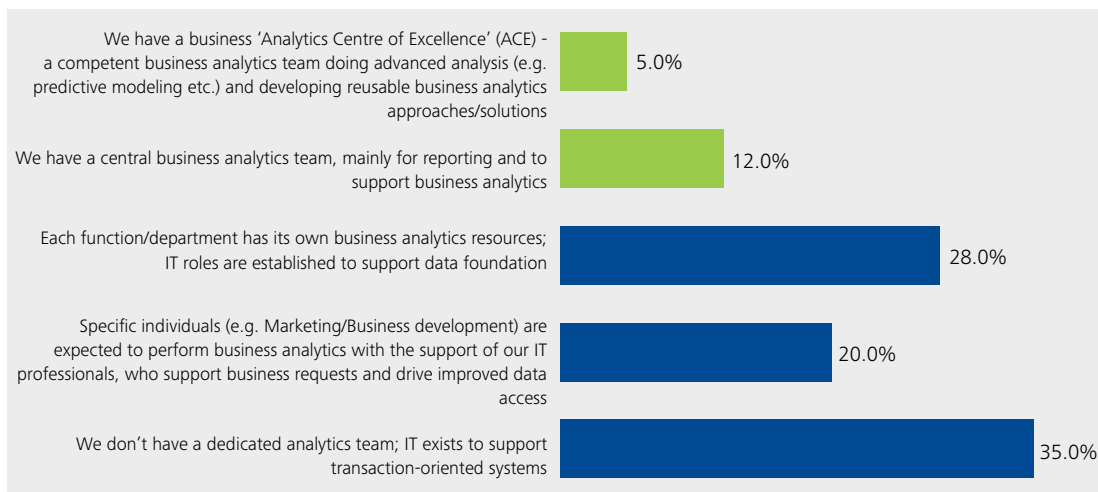 We have a business ‘Analytics Centre of Excellence’ (ACE) -
a competent business analytics team doing advanced analysis (e.g.
predictive modeling etc.) and developing reusable business analytics
approaches/solutions
5.0%
We have a central business analytics team, mainly for reporting and to
support business analytics
12.0%
Each function/department has its own business analytics resources;
IT roles are established to support data foundation
28.0%
Specific individuals (e.g. Marketing/Business development) are
expected to perform business analytics with the support of our IT
professionals, who support business requests and drive improved data
access
20.0%
We don’t have a dedicated analytics team; IT exists to support
transaction-oriented systems
35.0%